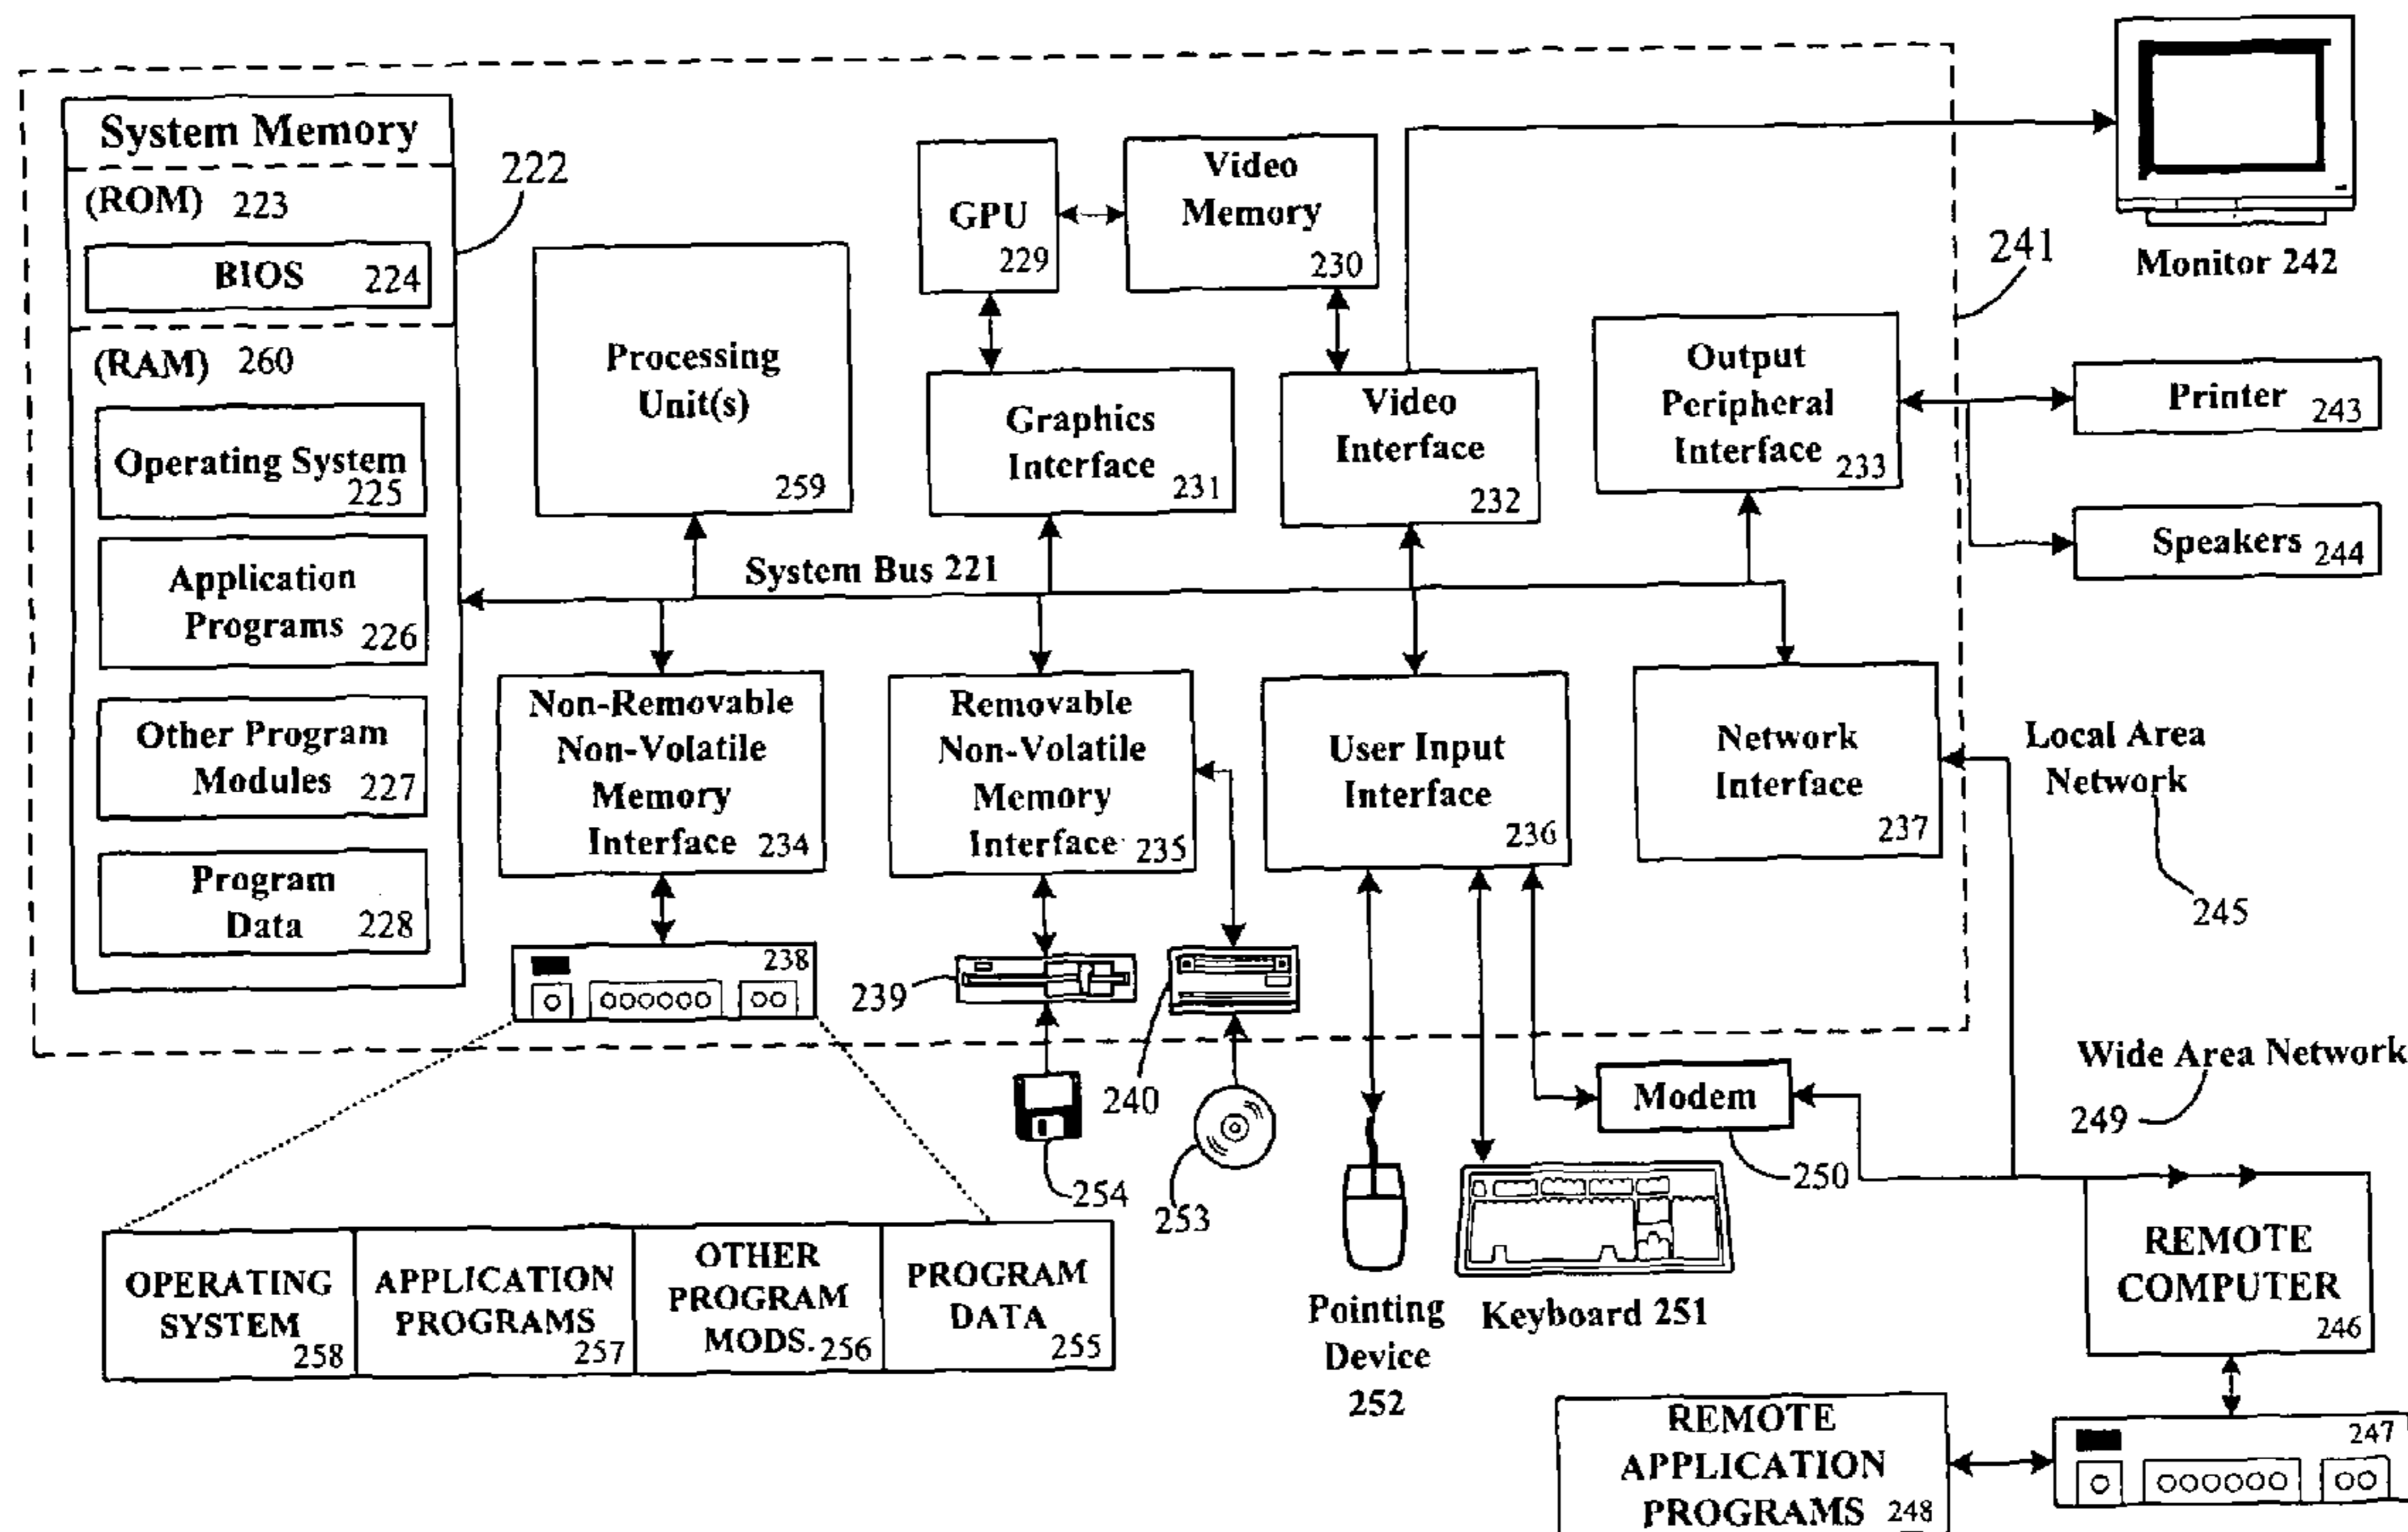 System Memory
(ROM) 223
BIOS 224
(RAM) 260
Operating System
225
Application
Programs 226
Other Program
Modules 227
Program
Data 228
222
Processing
Unit(s)
259
GPU
229
Video
Memory
230
Graphics
Interface
231
Video
Interface
232
Output
Peripheral
Interface 233
241
Monitor 242
Printer 243
Speakers 244
System Bus 221
Non-Removable
Non-Volatile
Memory
Interface 234
Removable
Non-Volatile
Memory
Interface 235
User Input
Interface
236
Network
Interface
237
Local Area
Network
245
238
239
240
254
253
Modem
250
Wide Area Network
249
OPERATING
SYSTEM
258
APPLICATION
PROGRAMS
257
OTHER
PROGRAM
MODS. 256
PROGRAM
DATA
255
Pointing
Device
252
Keyboard 251
REMOTE
COMPUTER
246
247
REMOTE
APPLICATION
PROGRAMS 248